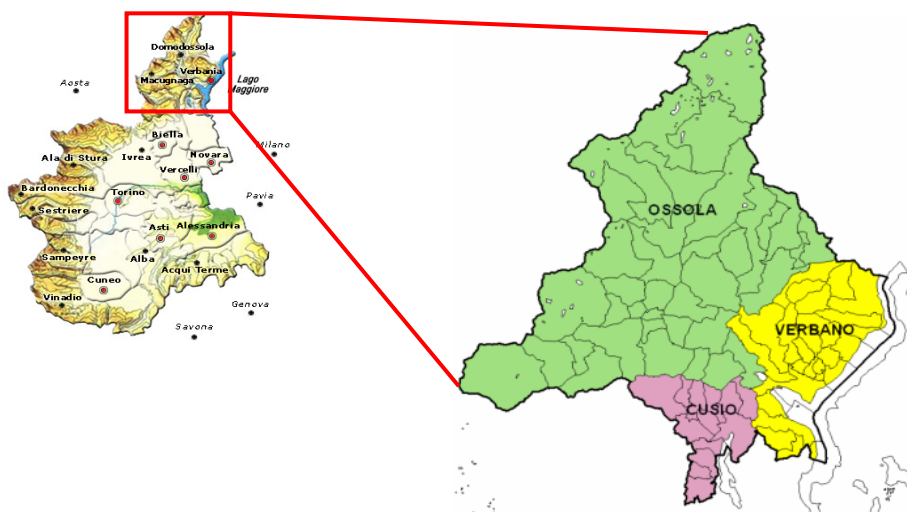 Domodossola
Verbania
Macugnaga
Lago
Maggiore
Aosta
Biella
Ivrea
Novara
Milano
Ala di Stura
Vercelli
Bardonecchia
Torino
Pavia
Sestriere
Asti
Alessandria
Sampeyre
Alba
Acqui Terme
Cuneo
Vinadio
Genova
Savona
OSSOLA
VERBANO
CUSIO